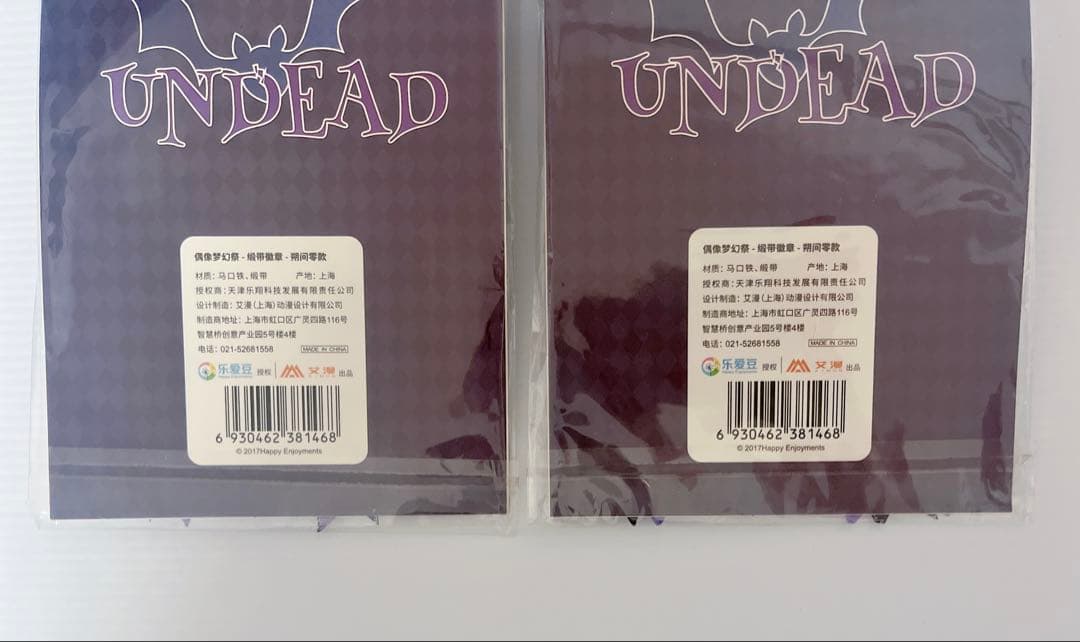 UNDEAD
偶像梦幻祭 - 缎带徽章 - 朔间零款
材质：马口铁、缎带 产地：上海
授权商：天津乐翔科技发展有限责任公司
设计制造：艾漫（上海）动漫设计有限公司
制造商地址：上海市虹口区广灵四路116号
智慧桥创意产业园5号楼4楼
电话：021-52681558 MADE IN CHINA
乐爱豆 授权 艾漫 出品
Happy Enjoyments
6 930462 381468
© 2017Happy Enjoyments
UNDEAD
偶像梦幻祭 - 缎带徽章 - 朔间零款
材质：马口铁、缎带 产地：上海
授权商：天津乐翔科技发展有限责任公司
设计制造：艾漫（上海）动漫设计有限公司
制造商地址：上海市虹口区广灵四路116号
智慧桥创意产业园5号楼4楼
电话：021-52681558 MADE IN CHINA
乐爱豆 授权 艾漫 出品
Happy Enjoyments
6 930462 381468
© 2017Happy Enjoyments